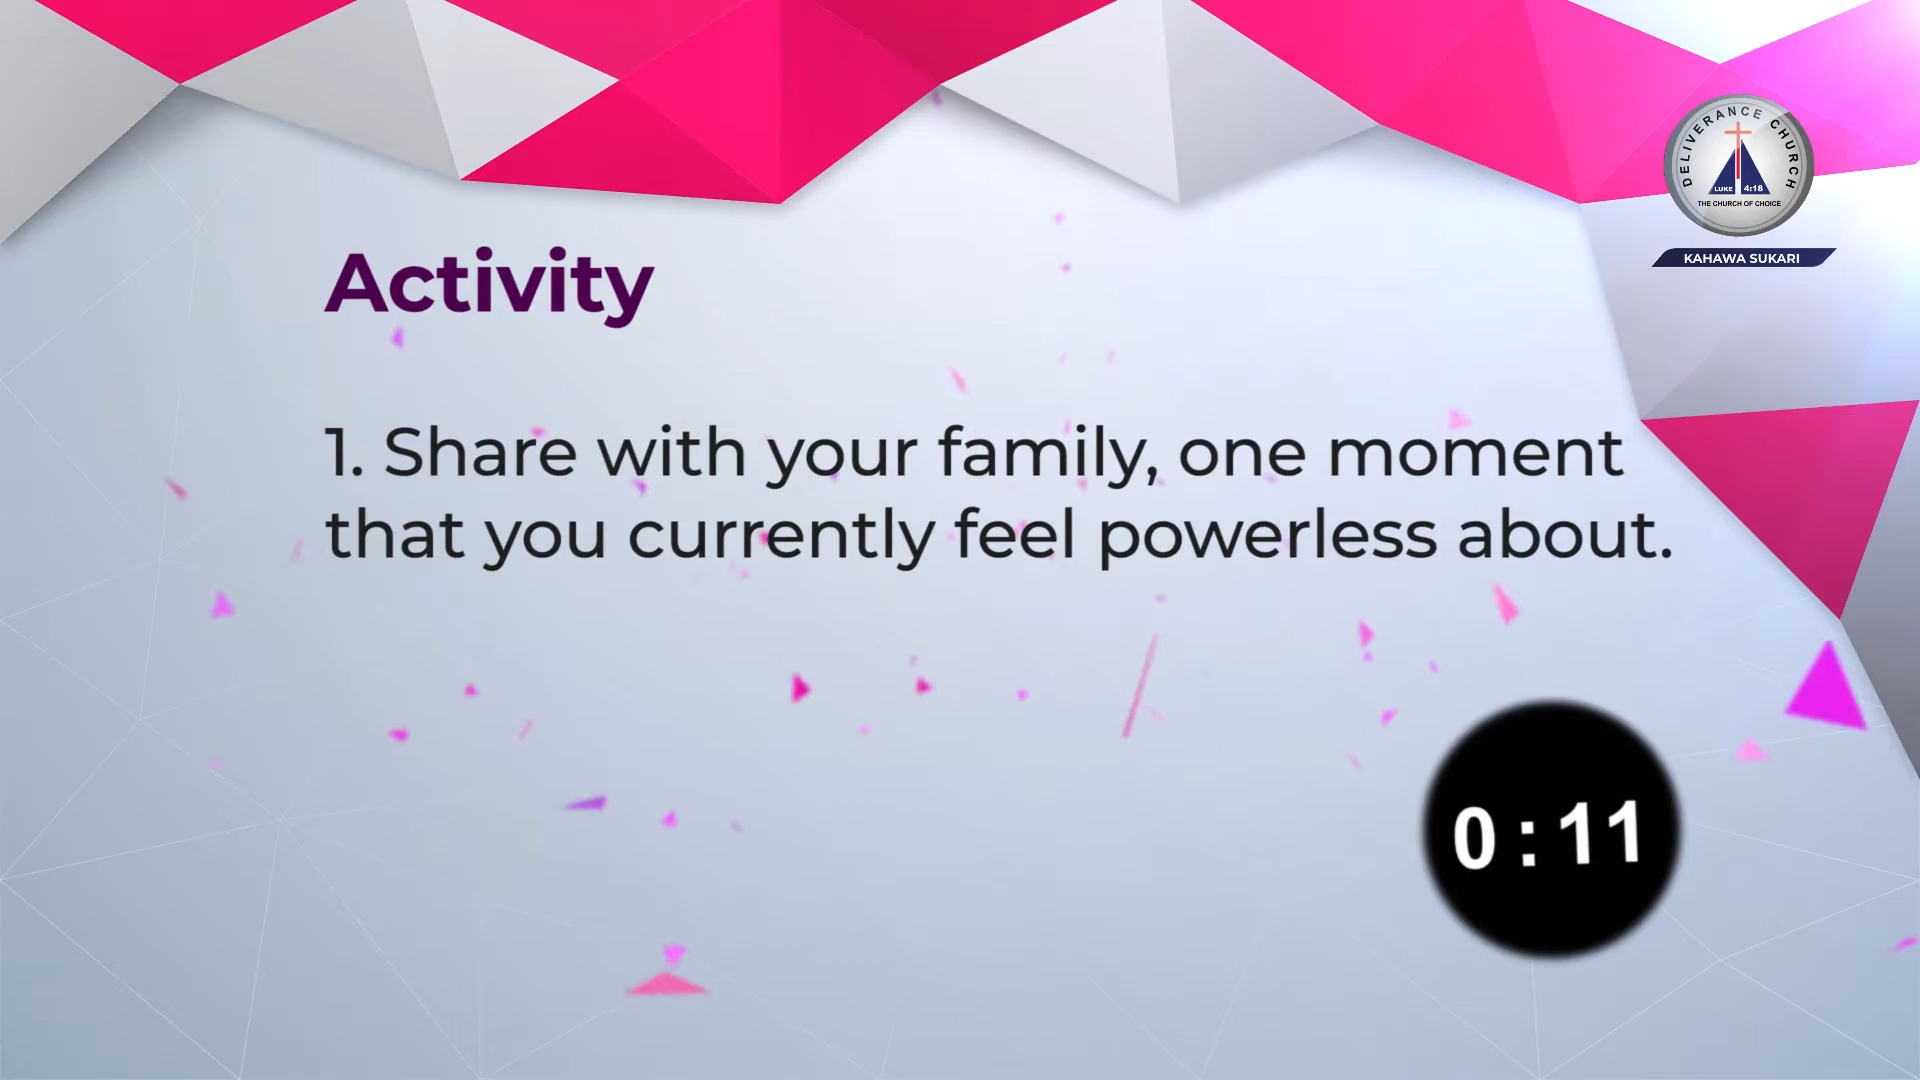 DELIVERANCE CHURCH
LUKE 4:18
THE CHURCH OF CHOICE
KAHAWA SUKARI
Activity
1. Share with your family, one moment
that you currently feel powerless about.
0:11